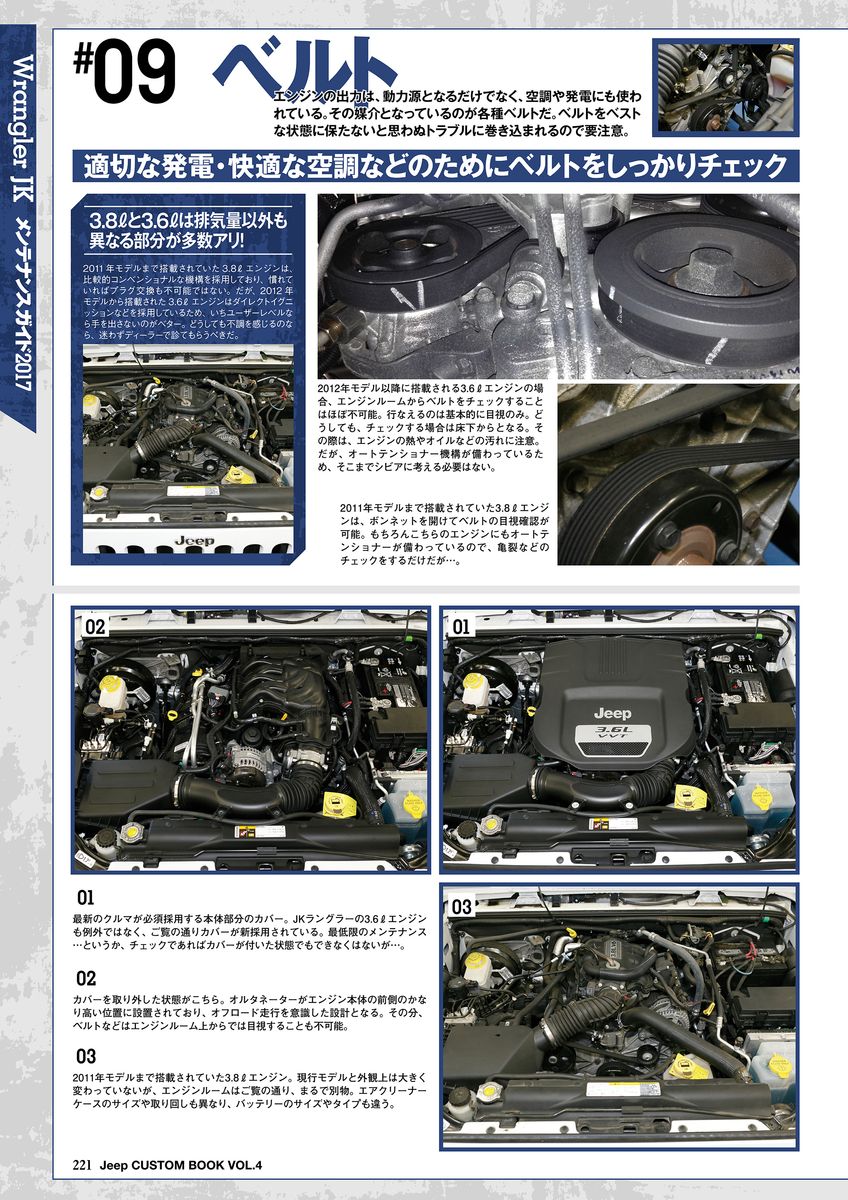 Wrangler JK メンテナンスガイド2017
#09
ベルト
エンジンの出力は、動力源となるだけでなく、空調や発電にも使わ
れている。その媒介となっているのが各種ベルトだ。ベルトをベスト
な状態に保たないと思わぬトラブルに巻き込まれるので要注意。
適切な発電・快適な空調などのためにベルトをしっかりチェック
3.8ℓと3.6ℓは排気量以外も
異なる部分が多数アリ!
2011年モデルまで搭載されていた3.8ℓエンジンは、
比較的コンベンショナルな機構を採用しており、慣れて
いればプラグ交換も不可能ではない。だが、2012年
モデルから搭載された3.6ℓエンジンはダイレクトイグニ
ッションなどを採用しているため、いちユーザーレベルな
ら手を出さないのがベター。どうしても不調を感じるのな
ら、迷わずディーラーで診てもらうべきだ。
Jeep
2012年モデル以降に搭載される3.6ℓエンジンの場
合、エンジンルームからベルトをチェックすること
はほぼ不可能。行なえるのは基本的に目視のみ。ど
うしても、チェックする場合は床下からとなる。そ
の際は、エンジンの熱やオイルなどの汚れに注意。
だが、オートテンショナー機構が備わっているた
め、そこまでシビアに考える必要はない。
2011年モデルまで搭載されていた3.8ℓエンジ
ンは、ボンネットを開けてベルトの目視確認が
可能。もちろんこちらのエンジンにもオートテ
ンショナーが備わっているので、亀裂などの
チェックをするだけだが…。
02
01
Jeep
3.6L
VVT
03
01
最新のクルマが必須採用する本体部分のカバー。JKラングラーの3.6ℓエンジン
も例外ではなく、ご覧の通りカバーが新採用されている。最低限のメンテナンス
…というか、チェックであればカバーが付いた状態でもできなくはないが…。
02
カバーを取り外した状態がこちら。オルタネーターがエンジン本体の前側のかな
り高い位置に設置されており、オフロード走行を意識した設計となる。その分、
ベルトなどはエンジンルーム上からでは目視することも不可能。
03
2011年モデルまで搭載されていた3.8ℓエンジン。現行モデルと外観上は大きく
変わっていないが、エンジンルームはご覧の通り、まるで別物。エアクリーナー
ケースのサイズや取り回しも異なり、バッテリーのサイズやタイプも違う。
221 Jeep CUSTOM BOOK VOL.4